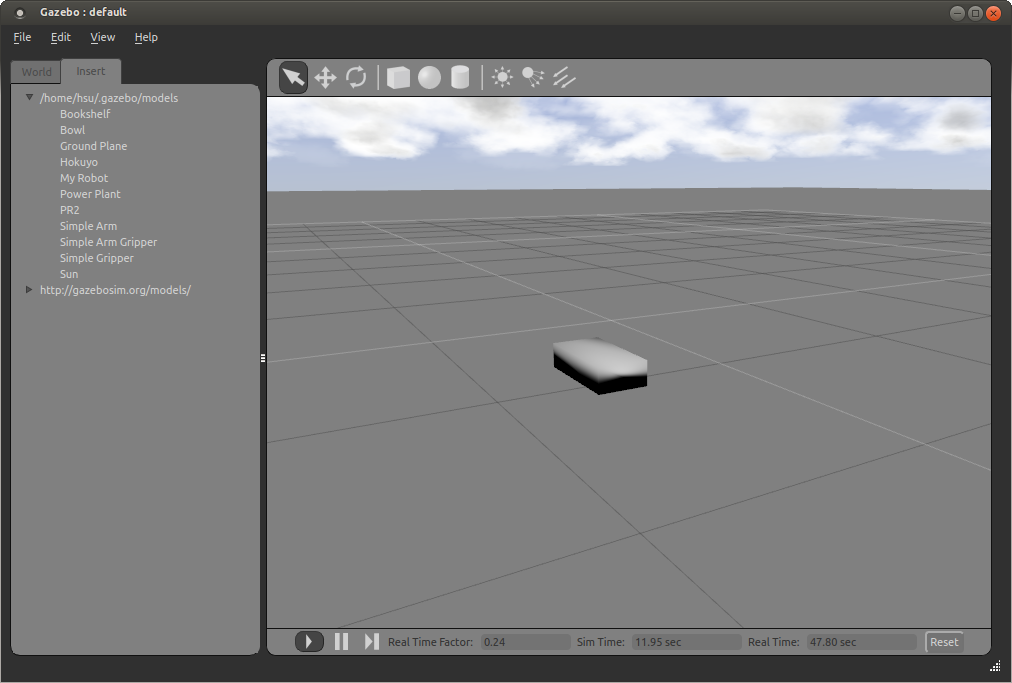 Gazebo : default
File Edit View Help
World Insert
/home/hsu/.gazebo/models
Bookshelf
Bowl
Ground Plane
Hokuyo
My Robot
Power Plant
PR2
Simple Arm
Simple Arm Gripper
Simple Gripper
Sun
http://gazebosim.org/models/
Real Time Factor: 0.24 Sim Time: 11.95 sec Real Time: 47.80 sec Reset